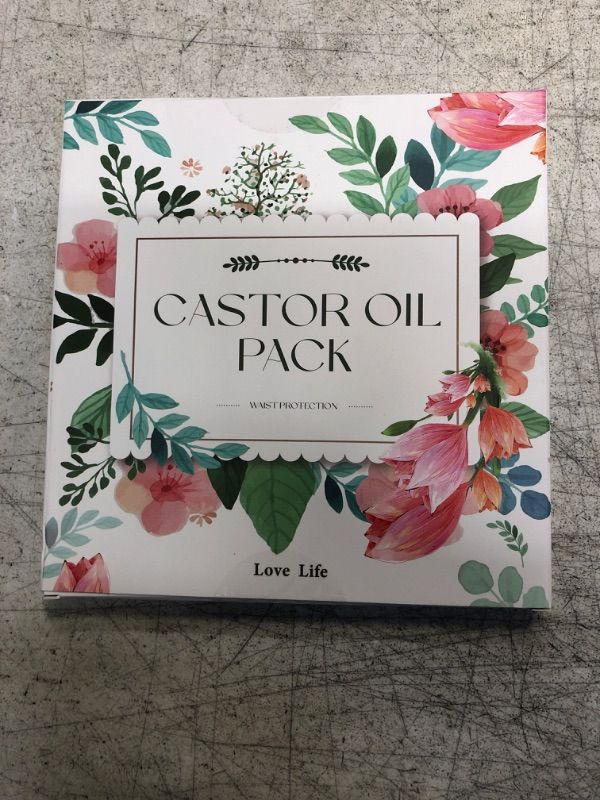 CASTOR OIL
PACK
WAIST PROTECTION
Love Life